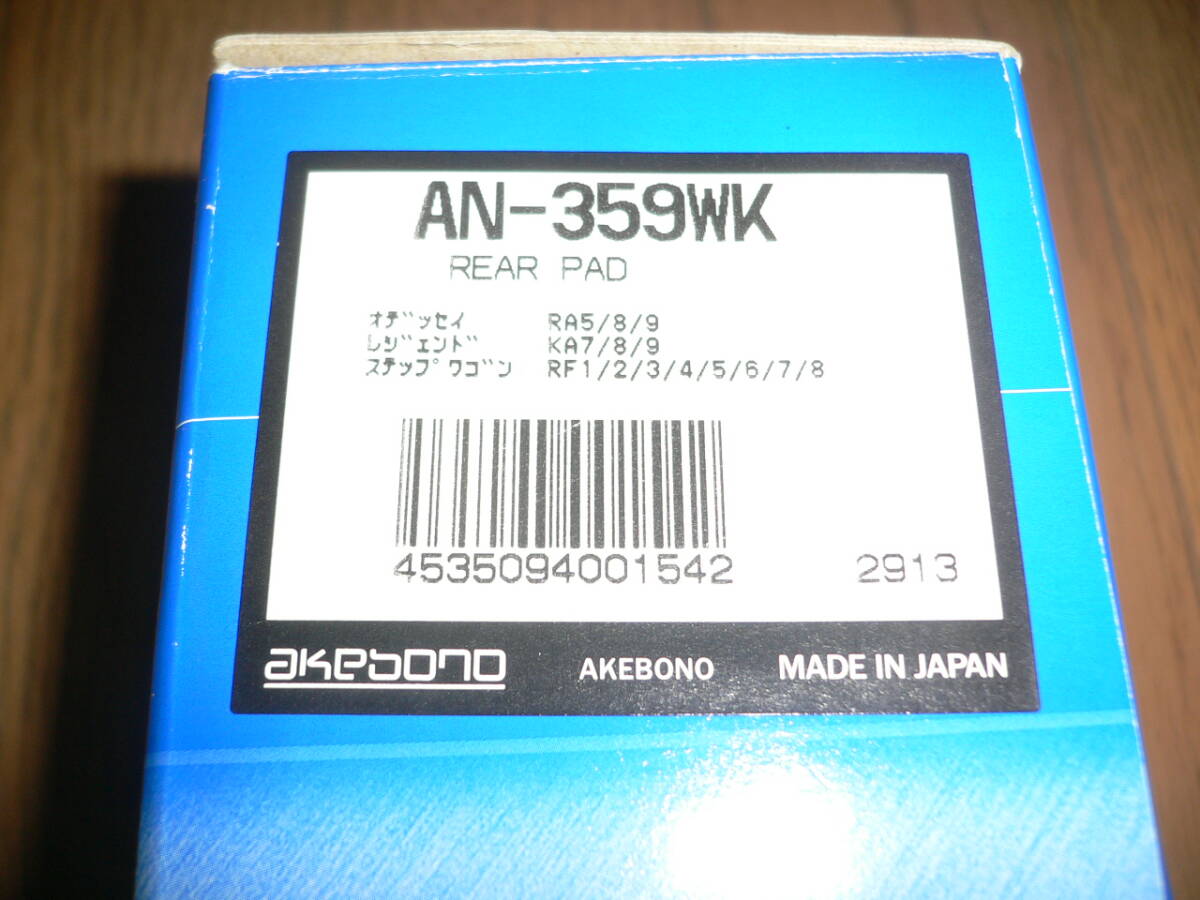 AN-359WK
REAR PAD
ｵﾃﾞｯｾｲ RA5/8/9
ﾚｼﾞｪﾝﾄﾞ KA7/8/9
ｽﾃｯﾌﾟﾜｺﾞﾝ RF1/2/3/4/5/6/7/8
4535094001542 2913
akebono AKEBONO MADE IN JAPAN